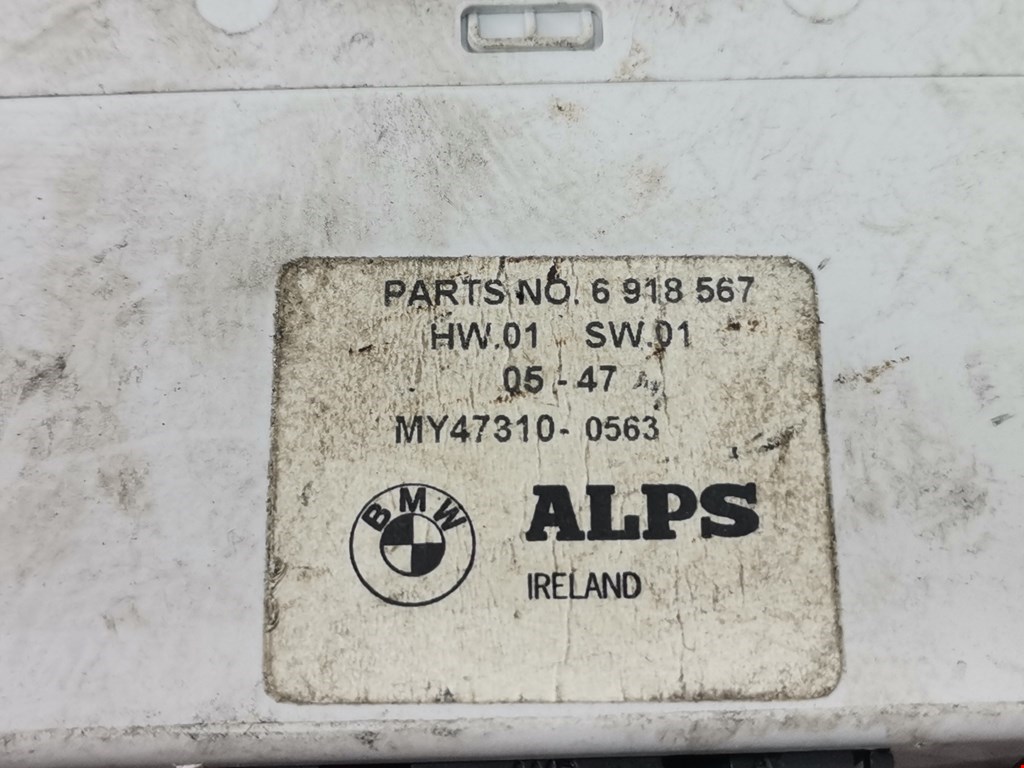 PARTS NO. 6 918 567
HW.01 SW.01
05 - 47
MY47310- 0563
BMW
ALPS
IRELAND